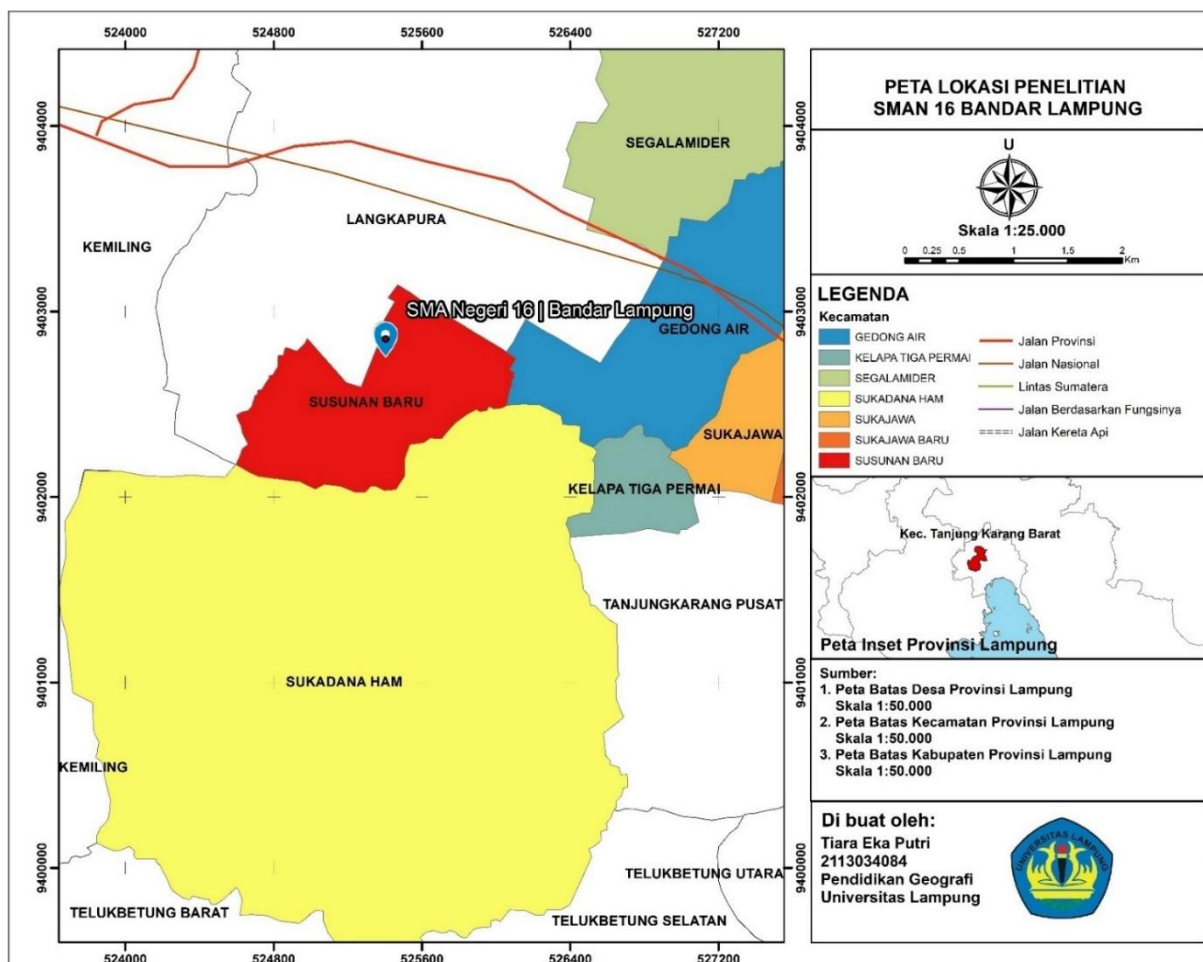 524000 524800 525600 526400 527200
9404000
9403000
9402000
9401000
9400000
SEGALAMIDER
LANGKAPURA
KEMILING
SMA Negeri 16 | Bandar Lampung
GEDONG AIR
SUSUNAN BARU
SUKAJAWA
KELAPA TIGA PERMAI
TANJUNGKARANG PUSAT
SUKADANA HAM
KEMILING
TELUKBETUNG UTARA
TELUKBETUNG BARAT
TELUKBETUNG SELATAN
9404000
9403000
9402000
9401000
9400000
524000 524800 525600 526400 527200
PETA LOKASI PENELITIAN
SMAN 16 BANDAR LAMPUNG
U
Skala 1:25.000
0 0.25 0.5 1 1.5 2
Km
LEGENDA
Kecamatan
GEDONG AIR
KELAPA TIGA PERMAI
SEGALAMIDER
SUKADANA HAM
SUKAJAWA
SUKAJAWA BARU
SUSUNAN BARU
Jalan Provinsi
Jalan Nasional
Lintas Sumatera
Jalan Berdasarkan Fungsinya
Jalan Kereta Api
Kec. Tanjung Karang Barat
Peta Inset Provinsi Lampung
Sumber:
1. Peta Batas Desa Provinsi Lampung
Skala 1:50.000
2. Peta Batas Kecamatan Provinsi Lampung
Skala 1:50.000
3. Peta Batas Kabupaten Provinsi Lampung
Skala 1:50.000
Di buat oleh:
Tiara Eka Putri
2113034084
Pendidikan Geografi
Universitas Lampung
UNIVERSITAS LAMPUNG